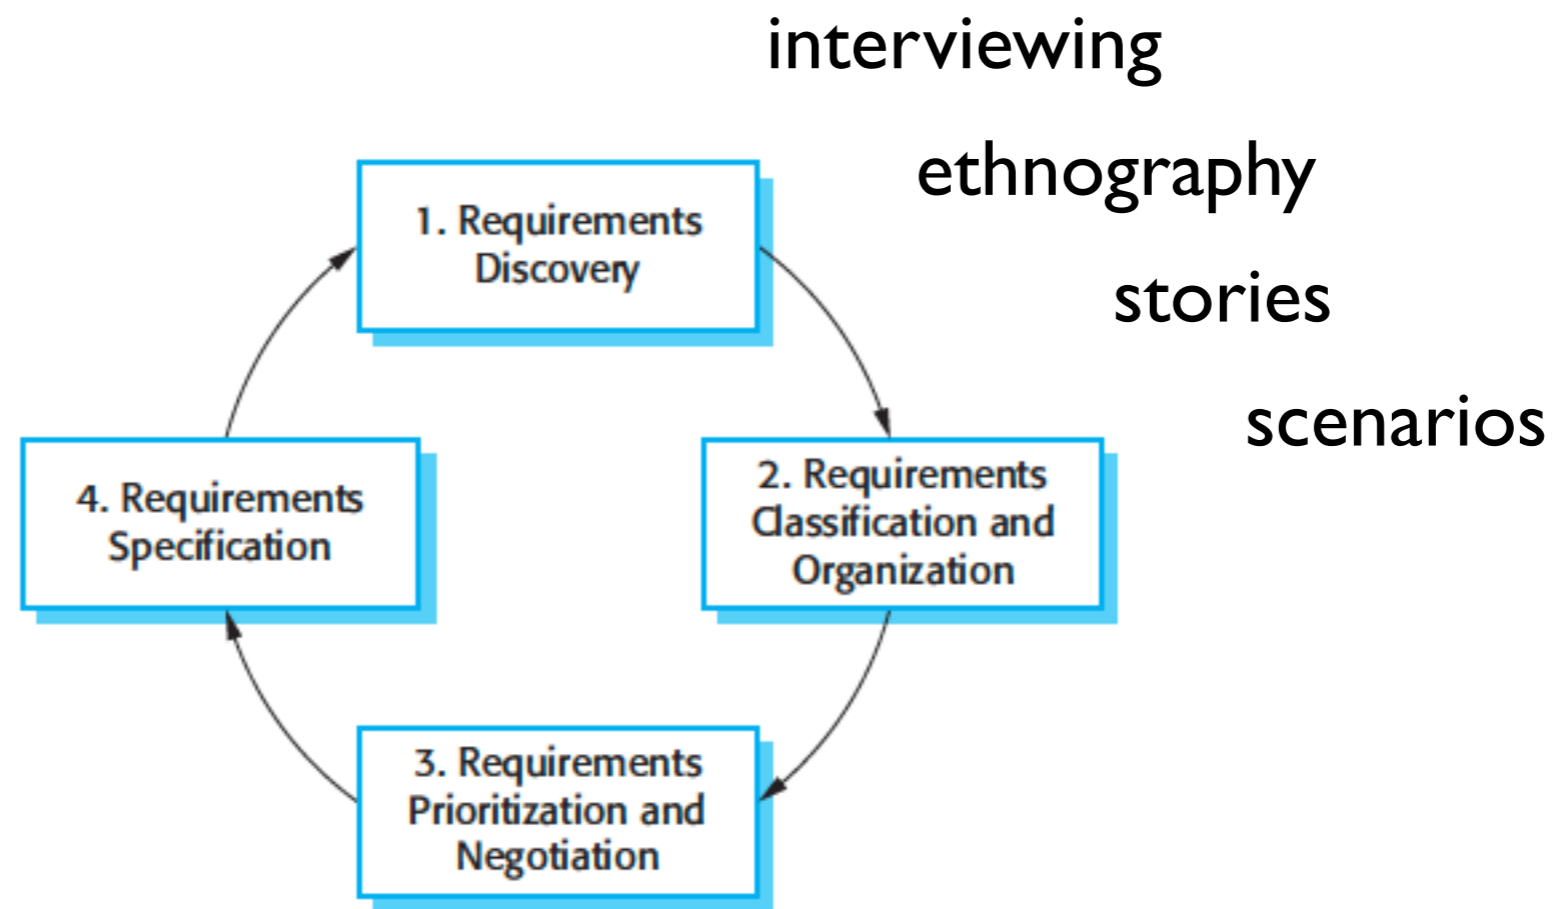 interviewing
ethnography
stories
scenarios
1. Requirements
Discovery
2. Requirements
Classification and
Organization
3. Requirements
Prioritization and
Negotiation
4. Requirements
Specification